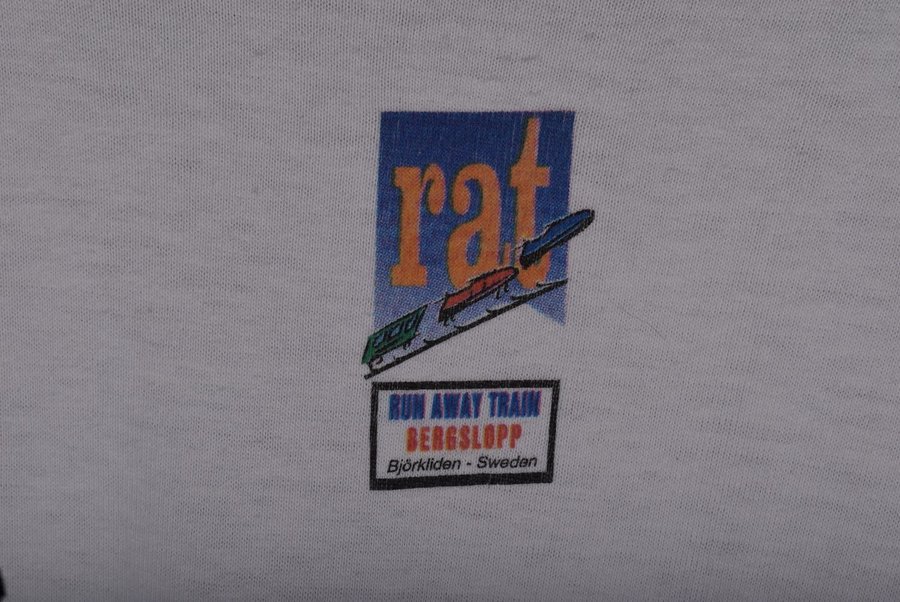 rat
RUN AWAY TRAIN
BERGSLOPP
Björkliden - Sweden